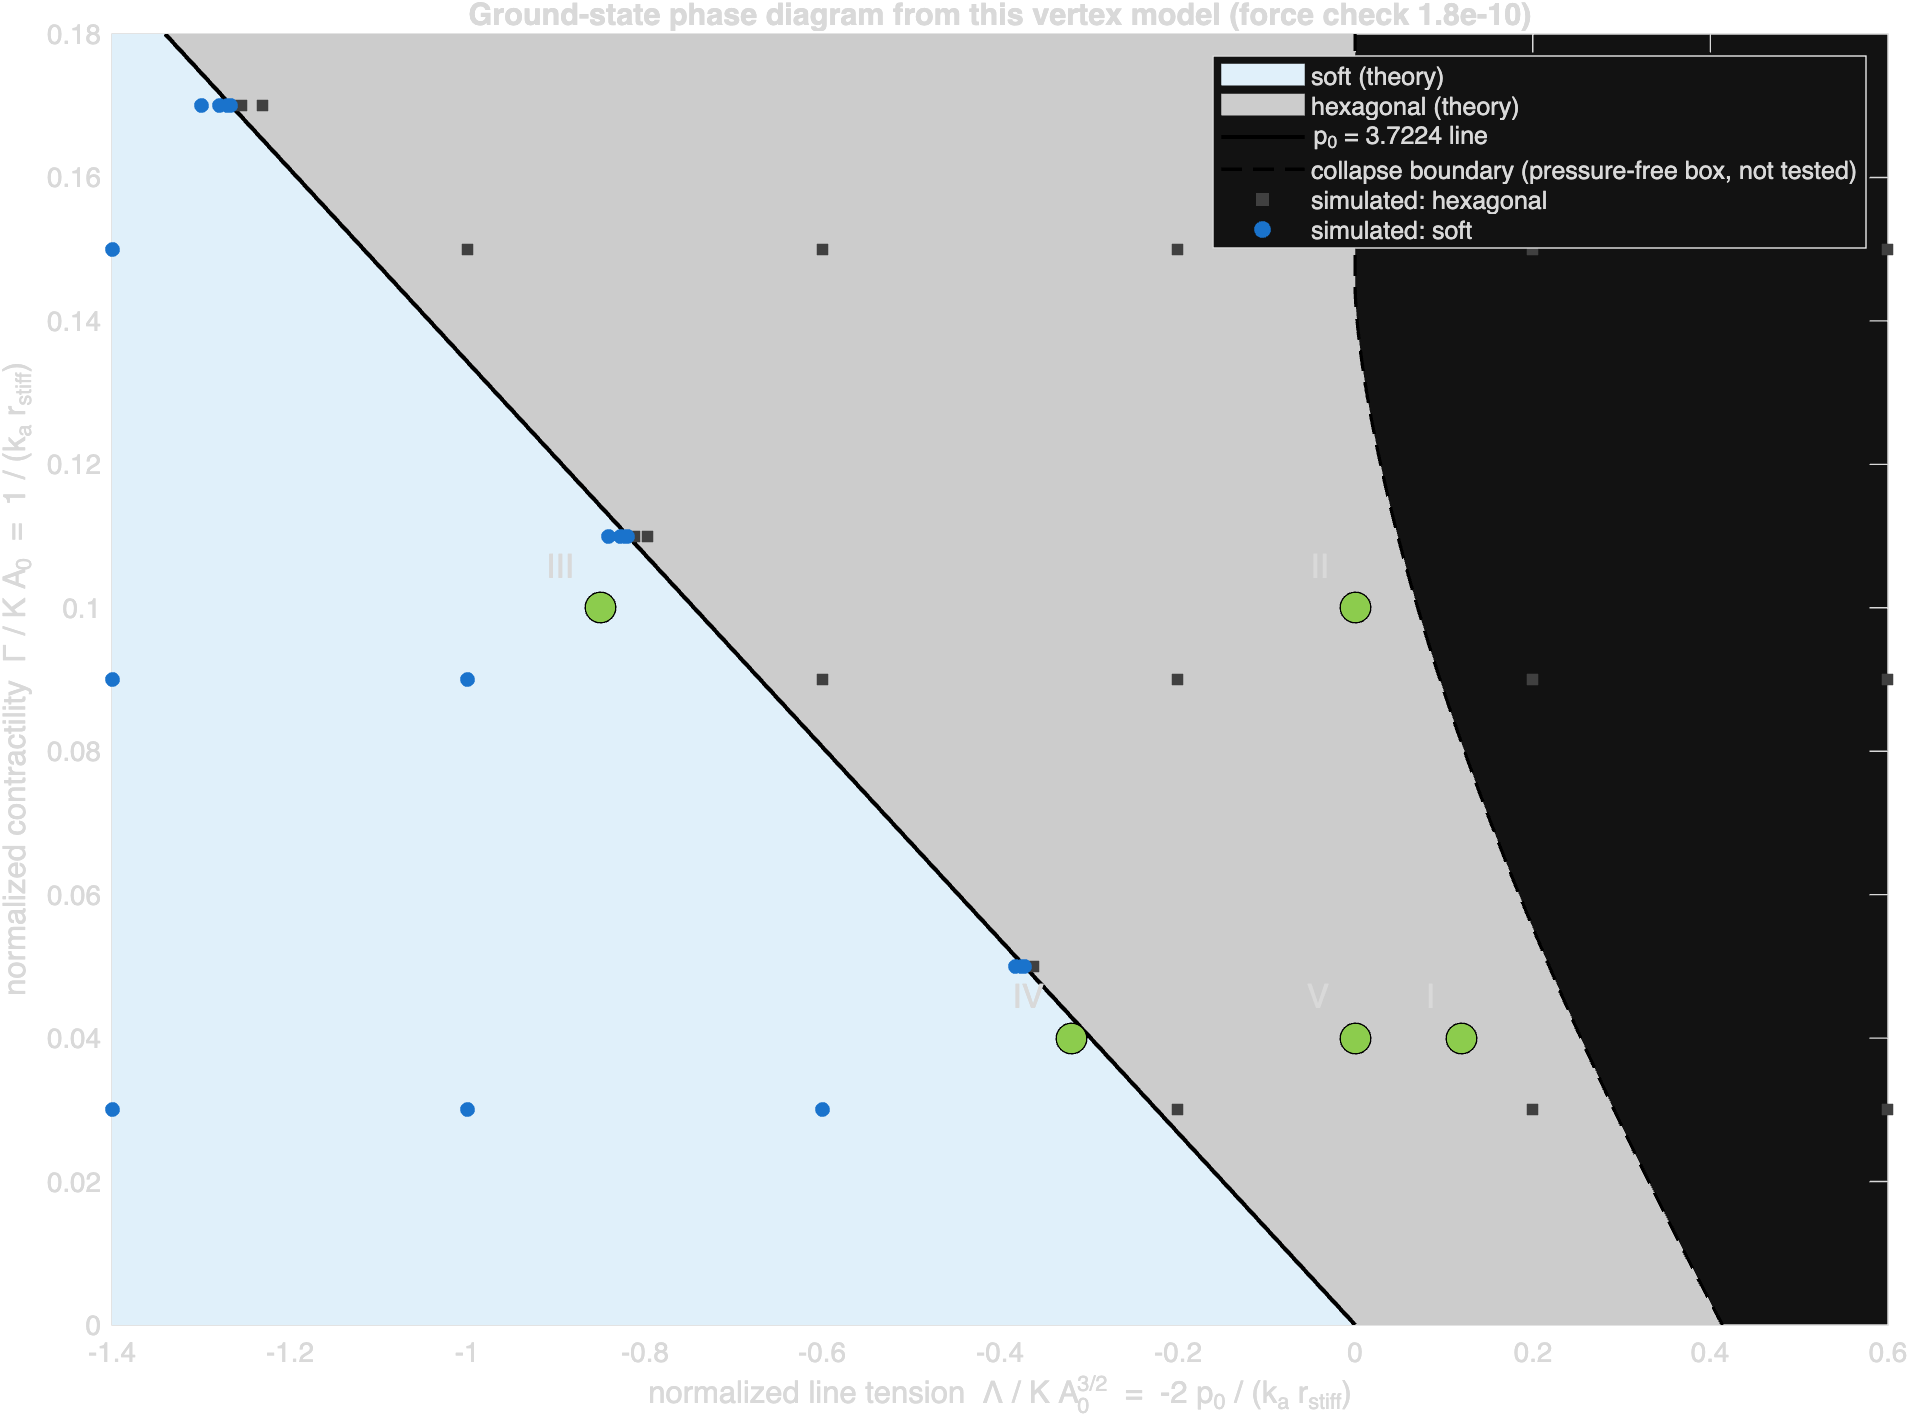 Ground-state phase diagram from this vertex model (force check 1.8e-10)
soft (theory)
hexagonal (theory)
p₀ = 3.7224 line
collapse boundary (pressure-free box, not tested)
simulated: hexagonal
simulated: soft
normalized contractility Γ / K A₀ = 1 / (kₐ r_stiff)
0.18
0.16
0.14
0.12
0.1
0.08
0.06
0.04
0.02
0
III
II
IV
V
I
-1.4
-1.2
-1
-0.8
-0.6
-0.4
-0.2
0
0.2
0.4
0.6
normalized line tension Λ / K A₀^3/2 = -2 p₀ / (kₐ r_stiff)